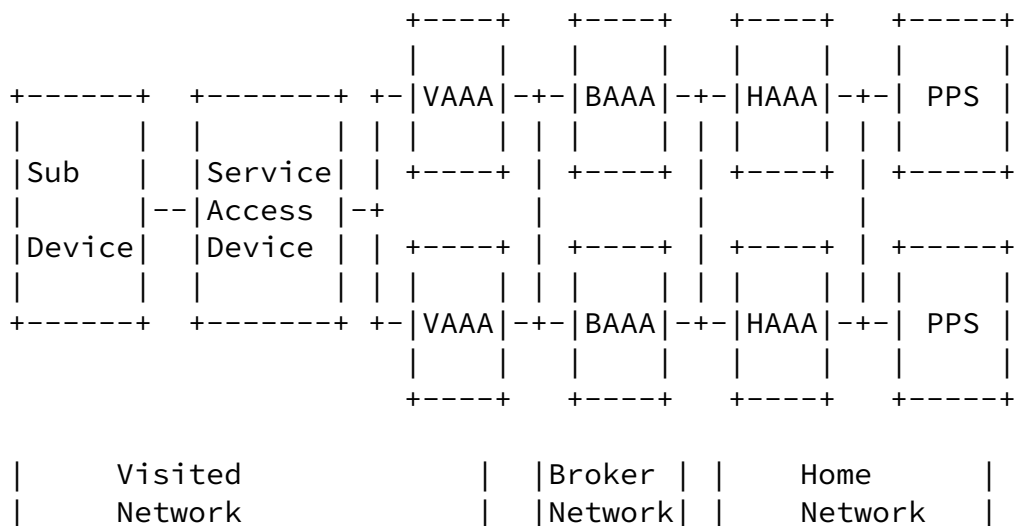 +----+   +----+   +----+   +-----+
                          |    |   |    |   |    |   |     |
+------+  +-------+ +-|VAAA|-+-|BAAA|-+-|HAAA|-+-| PPS |
|      |  |       | | |    | | |    | | |    | | |     |
|Sub   |  |Service| | +----+ | +----+ | +----+ | +-----+
|      |--|Access |-+        |        |        |
|Device|  |Device | | +----+ | +----+ | +----+ | +-----+
|      |  |       | | |    | | |    | | |    | | |     |
+------+  +-------+ +-|VAAA|-+-|BAAA|-+-|HAAA|-+-| PPS |
                      |    |   |    |   |    |   |     |
                      +----+   +----+   +----+   +-----+
|     Visited             |  |Broker | |    Home      |
|     Network             |  |Network| |    Network   |